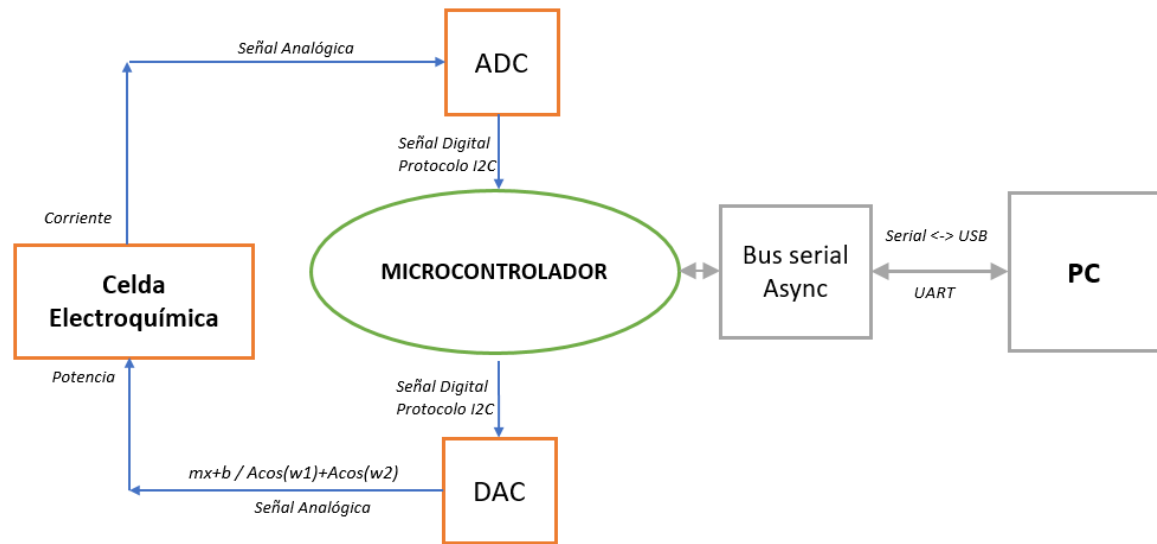 Señal Analógica
ADC
Señal Digital
Protocolo I2C
Corriente
Celda
Electroquímica
MICROCONTROLADOR
Bus serial
Async
Serial <-> USB
UART
PC
Potencia
Señal Digital
Protocolo I2C
mx+b / Acos(w1)+Acos(w2)
Señal Analógica
DAC